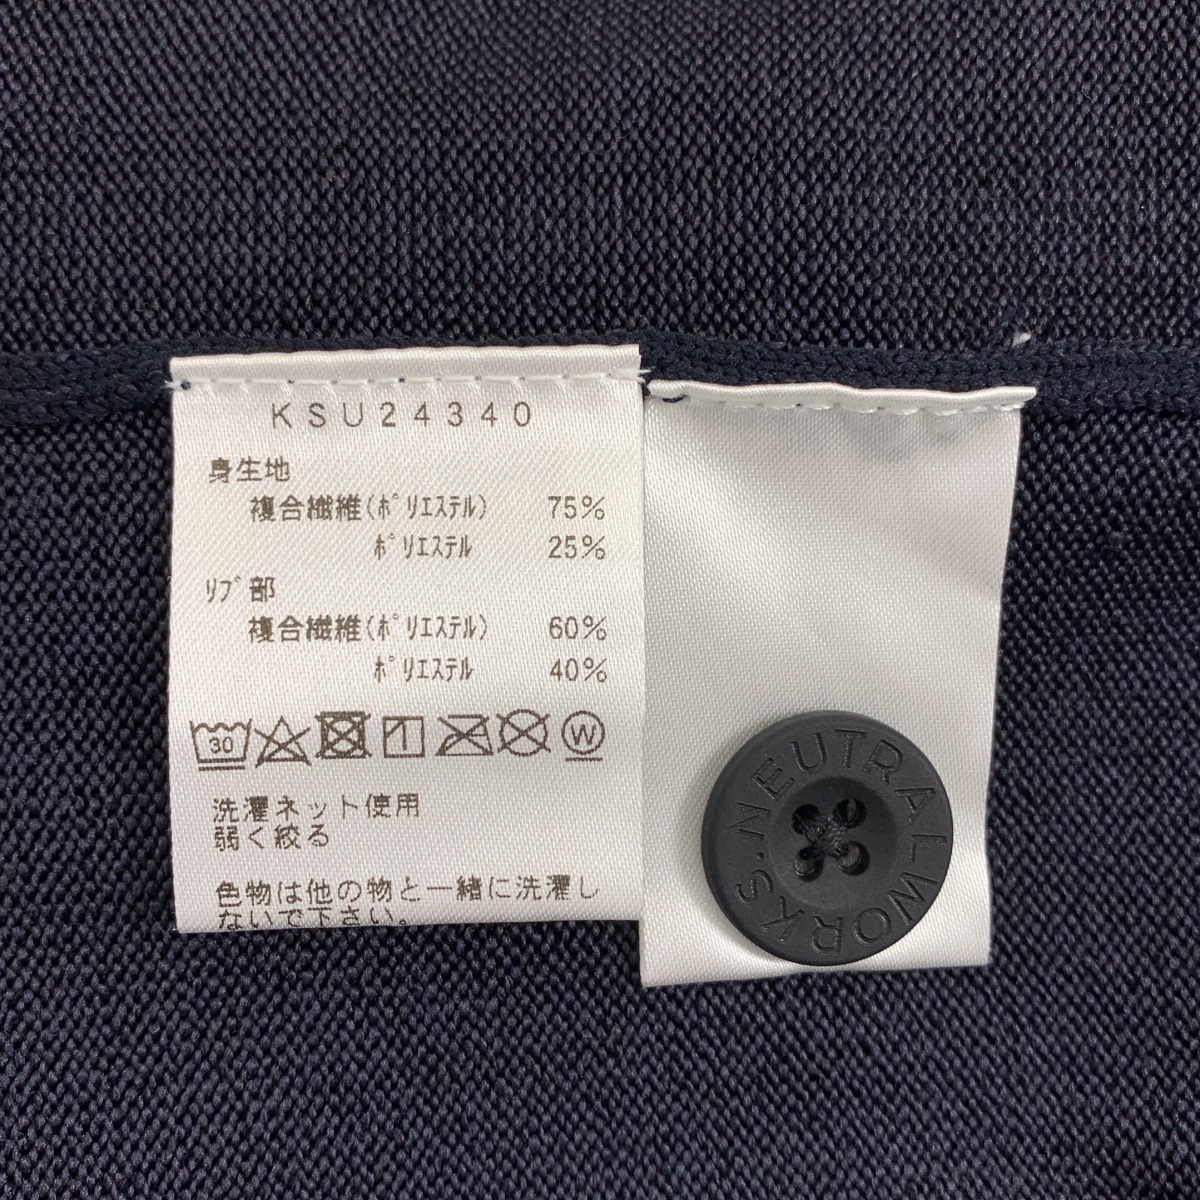 KSU24340
身生地
複合繊維(ﾎﾟﾘｴｽﾃﾙ) 75%
ﾎﾟﾘｴｽﾃﾙ 25%
ﾘﾌﾞ部
複合繊維(ﾎﾟﾘｴｽﾃﾙ) 60%
ﾎﾟﾘｴｽﾃﾙ 40%
30 W
洗濯ネット使用
弱く絞る
色物は他の物と一緒に洗濯し
ないで下さい。
NEUTRALWORKS.